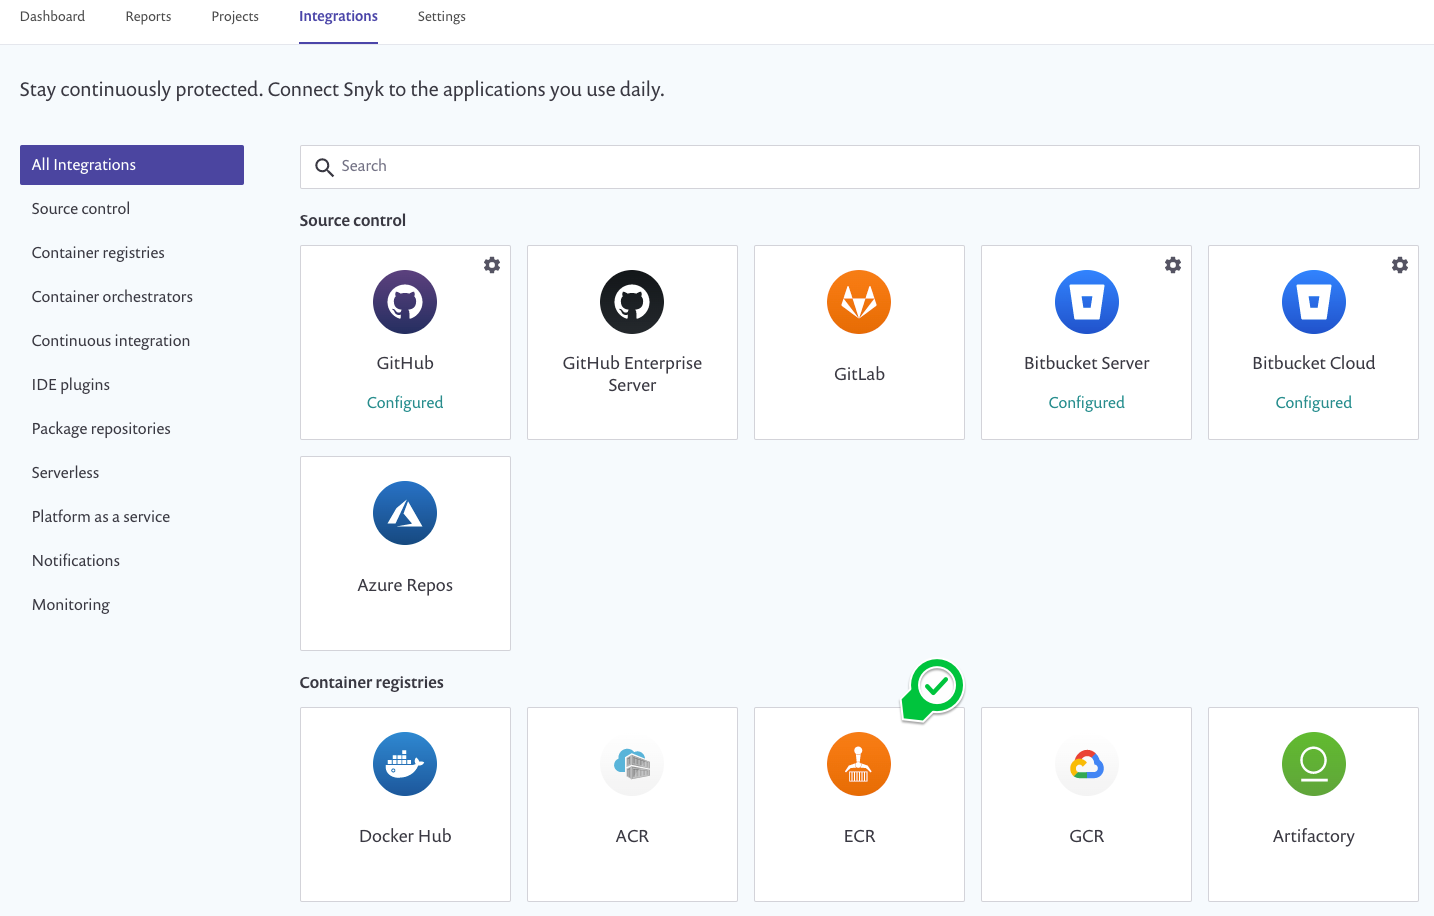 Dashboard
Reports
Projects
Integrations
Settings
Stay continuously protected. Connect Snyk to the applications you use daily.
All Integrations
Source control
Container registries
Container orchestrators
Continuous integration
IDE plugins
Package repositories
Serverless
Platform as a service
Notifications
Monitoring
Search
Source control
GitHub
Configured
GitHub Enterprise
Server
GitLab
Bitbucket Server
Configured
Bitbucket Cloud
Configured
Azure Repos
Container registries
Docker Hub
ACR
ECR
GCR
Artifactory